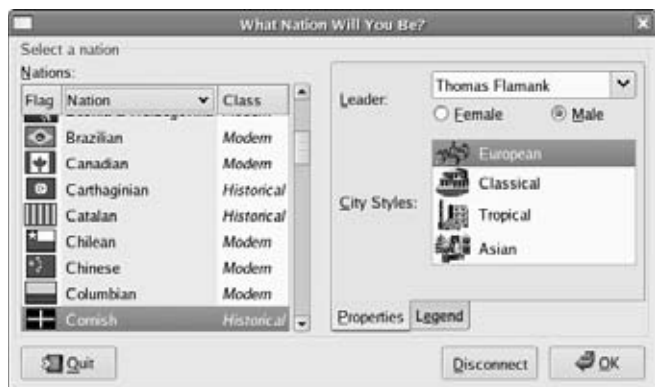 What Nation Will You Be?
Select a nation
Nations:
Flag Nation Class
Brazilian Modern
Canadian Modern
Carthaginian Historical
Catalan Historical
Chilean Modern
Chinese Modern
Columbian Modern
Cornish Historical
Leader: Thomas Flamank
Female Male
City Styles:
European
Classical
Tropical
Asian
Properties Legend
Quit Disconnect OK